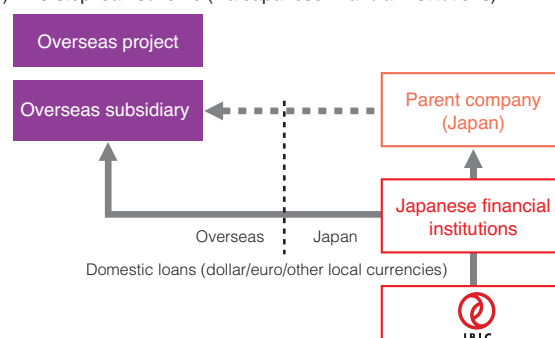 Overseas project
Overseas subsidiary
Parent company
(Japan)
Japanese financial
institutions
Overseas
Japan
Domestic loans (dollar/euro/other local currencies)